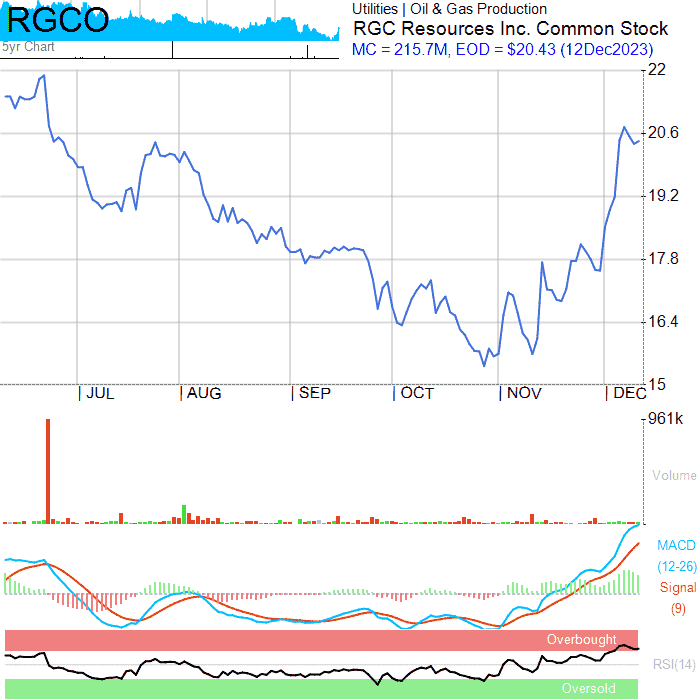 RGCO
5yr Chart
Utilities | Oil & Gas Production
RGC Resources Inc. Common Stock
MC = 215.7M, EOD = $20.43 (12Dec2023)
22
20.6
19.2
17.8
16.4
15
| JUL | AUG | SEP | OCT | NOV | DEC
961k
Volume
MACD
(12-26)
Signal
(9)
Overbought
RSI(14)
Oversold